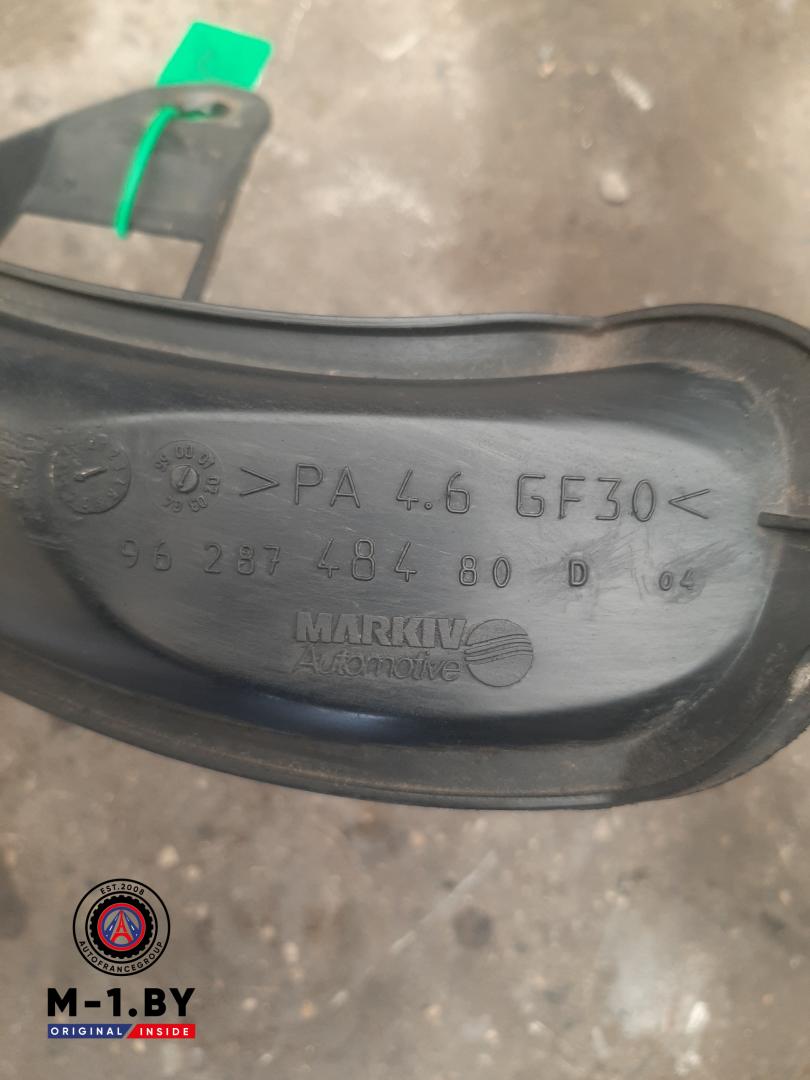 >PA 4.6 GF30<
96 287 484 80 D 04
MARKIV
Automotive
EST.2008
AUTOFRANCEGROUP
M-1.BY
ORIGINAL INSIDE